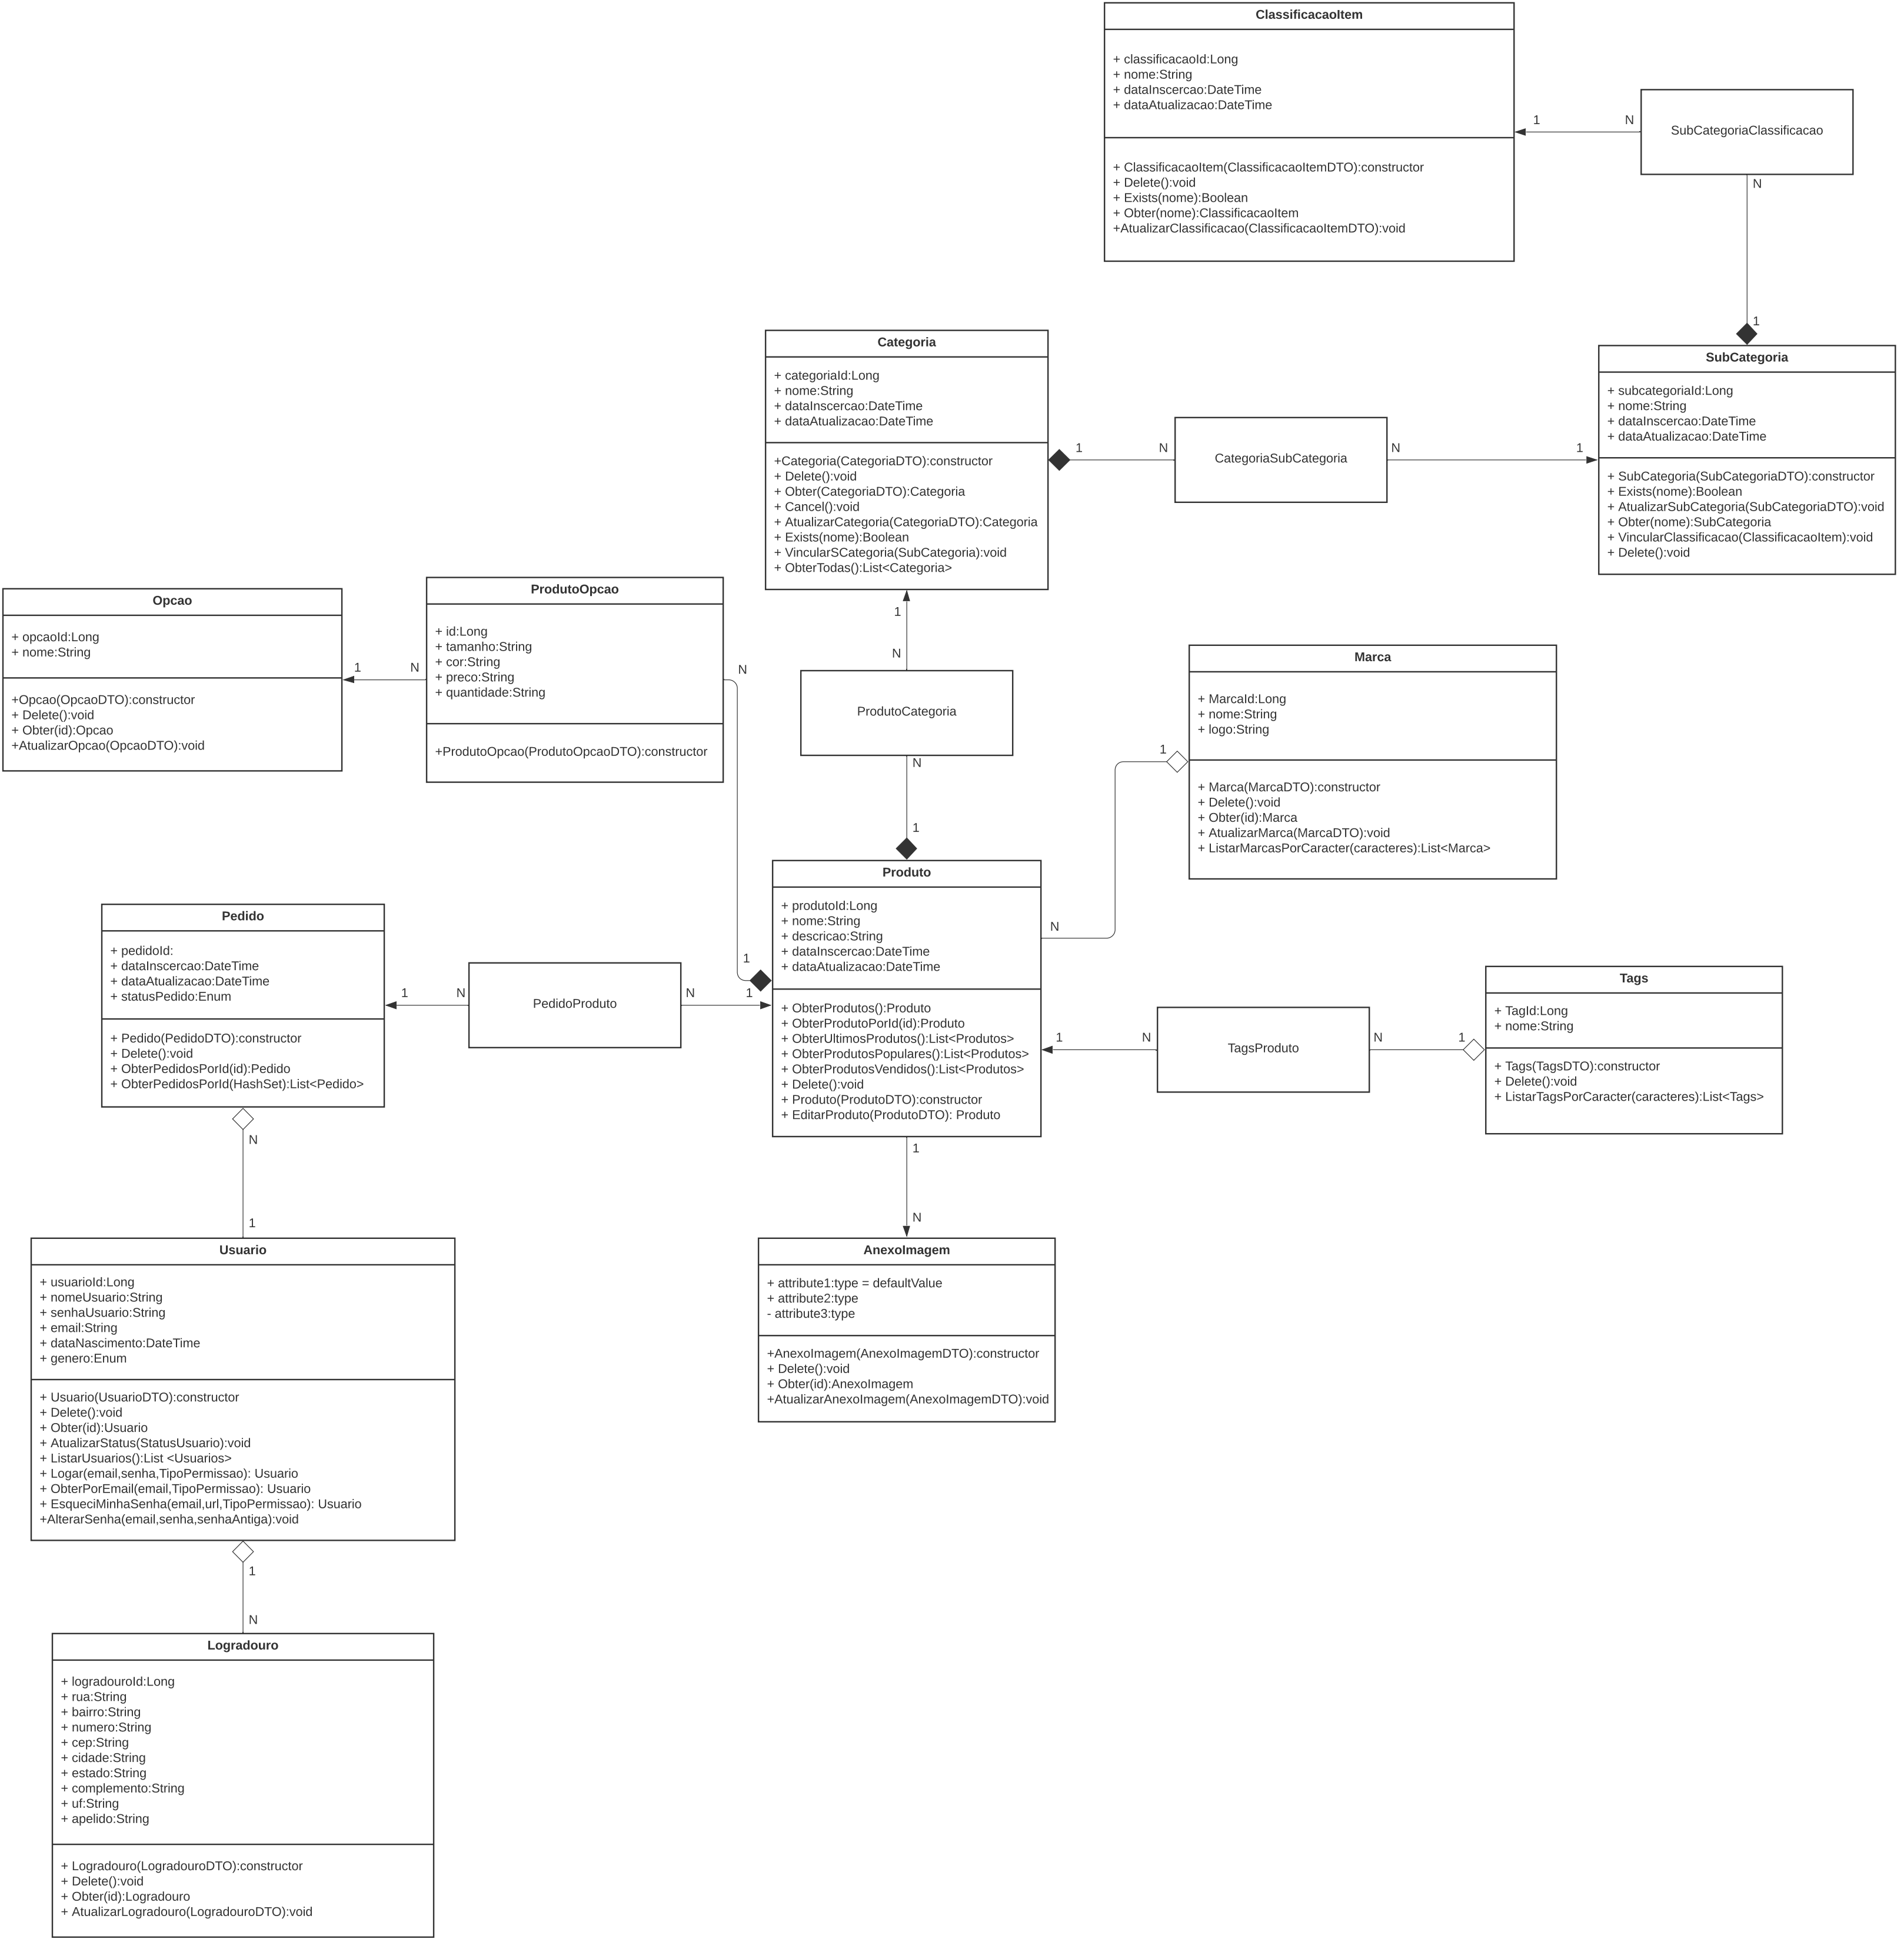 ClassificacaoItem
+ classificacaoId:Long
+ nome:String
+ dataInscercao:DateTime
+ dataAtualizacao:DateTime
+ ClassificacaoItem(ClassificacaoItemDTO):constructor
+ Delete():void
+ Exists(nome):Boolean
+ Obter(nome):ClassificacaoItem
+AtualizarClassificacao(ClassificacaoItemDTO):void
1
N
SubCategoriaClassificacao
N
1
SubCategoria
+ subcategoriaId:Long
+ nome:String
+ dataInscercao:DateTime
+ dataAtualizacao:DateTime
+ SubCategoria(SubCategoriaDTO):constructor
+ Exists(nome):Boolean
+ AtualizarSubCategoria(SubCategoriaDTO):void
+ Obter(nome):SubCategoria
+ VincularClassificacao(ClassificacaoItem):void
+ Delete():void
Categoria
+ categoriaId:Long
+ nome:String
+ dataInscercao:DateTime
+ dataAtualizacao:DateTime
+Categoria(CategoriaDTO):constructor
+ Delete():void
+ Obter(CategoriaDTO):Categoria
+ Cancel():void
+ AtualizarCategoria(CategoriaDTO):Categoria
+ Exists(nome):Boolean
+ VincularSCategoria(SubCategoria):void
+ ObterTodas():List<Categoria>
1
N
CategoriaSubCategoria
N
1
Opcao
+ opcaoId:Long
+ nome:String
+Opcao(OpcaoDTO):constructor
+ Delete():void
+ Obter(id):Opcao
+AtualizarOpcao(OpcaoDTO):void
1
N
ProdutoOpcao
+ id:Long
+ tamanho:String
+ cor:String
+ preco:String
+ quantidade:String
+ProdutoOpcao(ProdutoOpcaoDTO):constructor
N
1
1
N
ProdutoCategoria
N
1
Marca
+ MarcaId:Long
+ nome:String
+ logo:String
+ Marca(MarcaDTO):constructor
+ Delete():void
+ Obter(id):Marca
+ AtualizarMarca(MarcaDTO):void
+ ListarMarcasPorCaracter(caracteres):List<Marca>
1
N
Produto
+ produtoId:Long
+ nome:String
+ descricao:String
+ dataInscercao:DateTime
+ dataAtualizacao:DateTime
+ ObterProdutos():Produto
+ ObterProdutoPorId(id):Produto
+ ObterUltimosProdutos():List<Produtos>
+ ObterProdutosPopulares():List<Produtos>
+ ObterProdutosVendidos():List<Produtos>
+ Delete():void
+ Produto(ProdutoDTO):constructor
+ EditarProduto(ProdutoDTO): Produto
Pedido
+ pedidoId:
+ dataInscercao:DateTime
+ dataAtualizacao:DateTime
+ statusPedido:Enum
+ Pedido(PedidoDTO):constructor
+ Delete():void
+ ObterPedidosPorId(id):Pedido
+ ObterPedidosPorId(HashSet):List<Pedido>
1
N
PedidoProduto
N
1
1
N
TagsProduto
N
1
Tags
+ TagId:Long
+ nome:String
+ Tags(TagsDTO):constructor
+ Delete():void
+ ListarTagsPorCaracter(caracteres):List<Tags>
N
1
1
N
Usuario
+ usuarioId:Long
+ nomeUsuario:String
+ senhaUsuario:String
+ email:String
+ dataNascimento:DateTime
+ genero:Enum
+ Usuario(UsuarioDTO):constructor
+ Delete():void
+ Obter(id):Usuario
+ AtualizarStatus(StatusUsuario):void
+ ListarUsuarios():List <Usuarios>
+ Logar(email,senha,TipoPermissao): Usuario
+ ObterPorEmail(email,TipoPermissao): Usuario
+ EsqueciMinhaSenha(email,url,TipoPermissao): Usuario
+AlterarSenha(email,senha,senhaAntiga):void
AnexoImagem
+ attribute1:type = defaultValue
+ attribute2:type
- attribute3:type
+AnexoImagem(AnexoImagemDTO):constructor
+ Delete():void
+ Obter(id):AnexoImagem
+AtualizarAnexoImagem(AnexoImagemDTO):void
1
N
Logradouro
+ logradouroId:Long
+ rua:String
+ bairro:String
+ numero:String
+ cep:String
+ cidade:String
+ estado:String
+ complemento:String
+ uf:String
+ apelido:String
+ Logradouro(LogradouroDTO):constructor
+ Delete():void
+ Obter(id):Logradouro
+ AtualizarLogradouro(LogradouroDTO):void